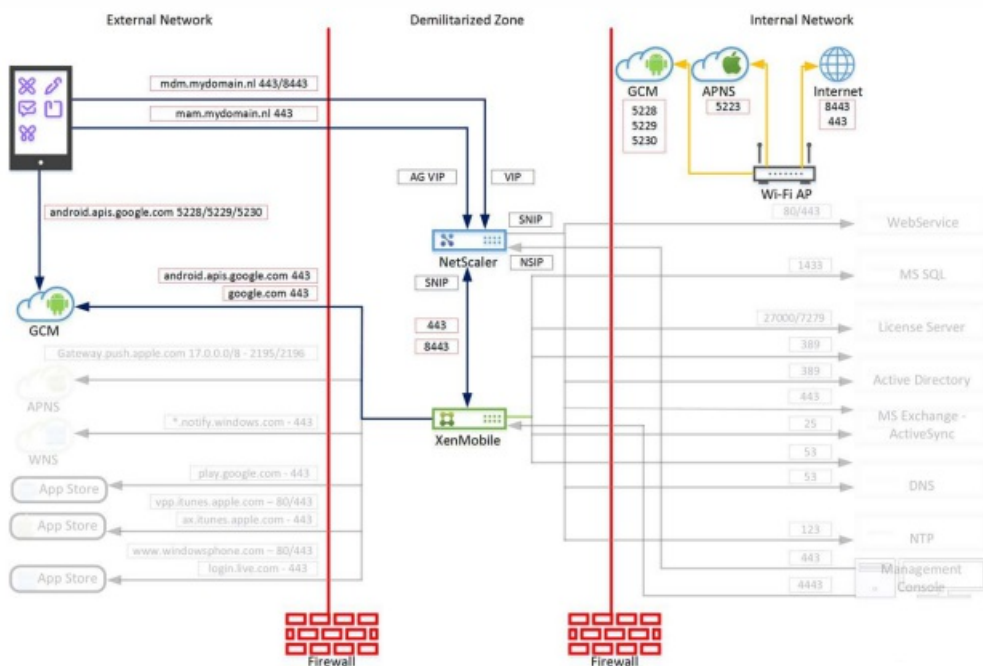 External Network
Demilitarized Zone
Internal Network
mdm.mydomain.nl 443/8443
mam.mydomain.nl 443
GCM
5228
5229
5230
APNS
5223
Internet
8443
443
Wi-Fi AP
AG VIP
VIP
android.apis.google.com 5228/5229/5230
SNIP
NetScaler
NSIP
SNIP
android.apis.google.com 443
google.com 443
GCM
443
8443
XenMobile
Gateway.push.apple.com 17.0.0.0/8 - 2195/2196
APNS
*.notify.windows.com - 443
WNS
play.google.com - 443
App Store
vpp.itunes.apple.com – 80/443
App Store
ax.itunes.apple.com - 443
www.windowsphone.com – 80/443
login.live.com - 443
App Store
80/443
WebService
1433
MS SQL
27000/7279
License Server
389
389
Active Directory
443
MS Exchange -
ActiveSync
25
53
53
DNS
123
NTP
443
Management
Console
4443
Firewall
Firewall